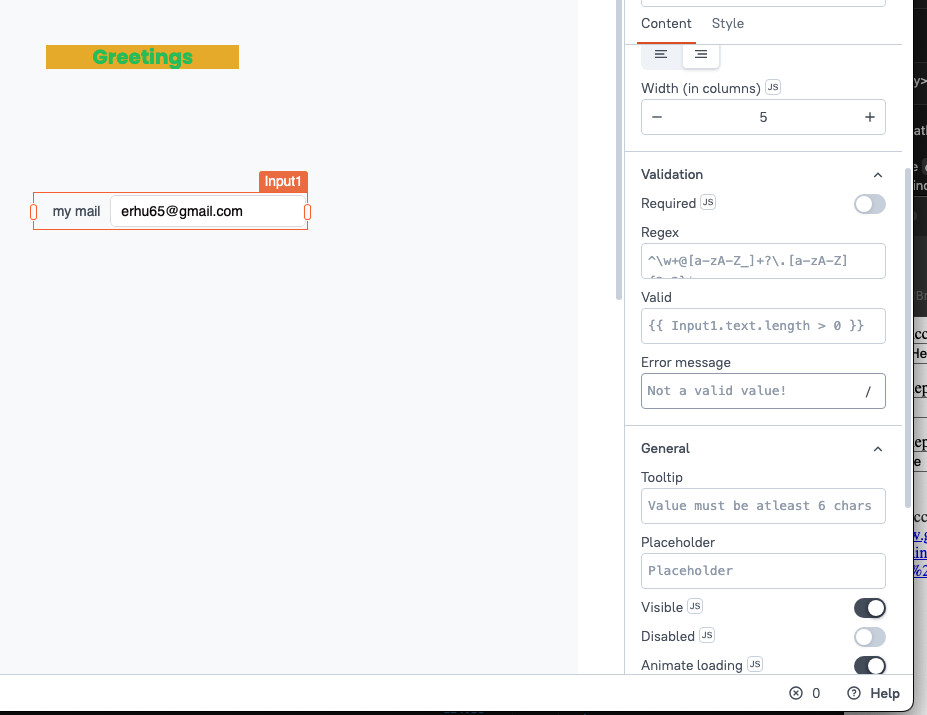 Content Style
Greetings
Width (in columns) JS
5
Validation
Input1
Required JS
my mail erhu65@gmail.com
Regex
^\w+@[a-zA-Z_]+?\.[a-zA-Z]
Valid
{{ Input1.text.length > 0 }}
Error message
Not a valid value! /
General
Tooltip
Value must be atleast 6 chars
Placeholder
Placeholder
Visible JS
Disabled JS
Animate loading JS
0 Help